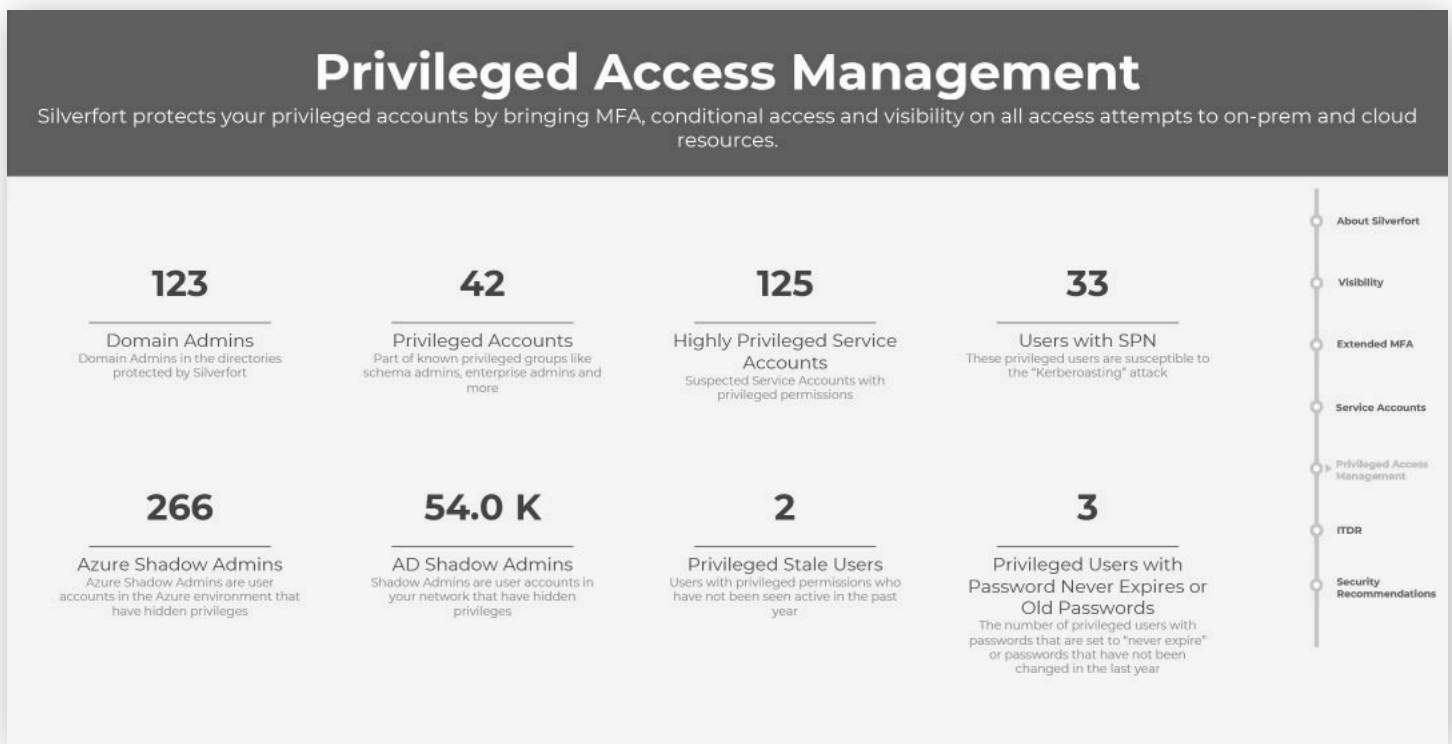 Privileged Access Management
Silverfort protects your privileged accounts by bringing MFA, conditional access and visibility on all access attempts to on-prem and cloud
resources.
123
Domain Admins
Domain Admins in the directories
protected by Silverfort
42
Privileged Accounts
Part of known privileged groups like
schema admins, enterprise admins and
more
125
Highly Privileged Service
Accounts
Suspected Service Accounts with
privileged permissions
33
Users with SPN
These privileged users are susceptible to
the "Kerberoasting" attack
266
Azure Shadow Admins
Azure Shadow Admins are user
accounts in the Azure environment that
have hidden privileges
54.0 K
AD Shadow Admins
Shadow Admins are user accounts in
your network that have hidden
privileges
2
Privileged Stale Users
Users with privileged permissions who
have not been seen active in the past
year
3
Privileged Users with
Password Never Expires or
Old Passwords
The number of privileged users with
passwords that are set to "never expire"
or passwords that have not been
changed in the last year
About Silverfort
Visibility
Extended MFA
Service Accounts
Privileged Access
Management
ITDR
Security
Recommendations